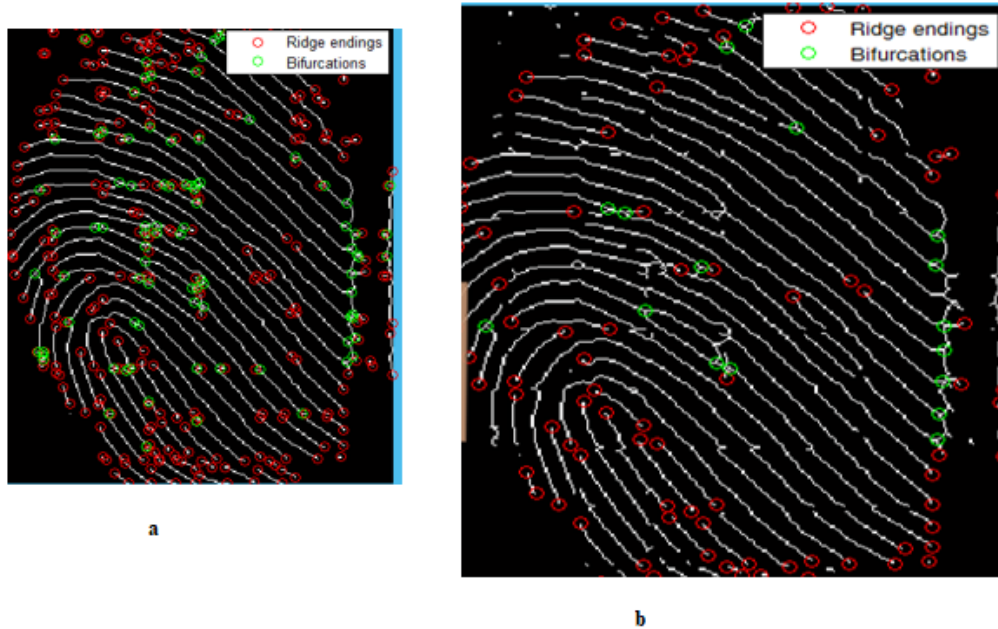 Ridge endings
Bifurcations
Ridge endings
Bifurcations
a
b